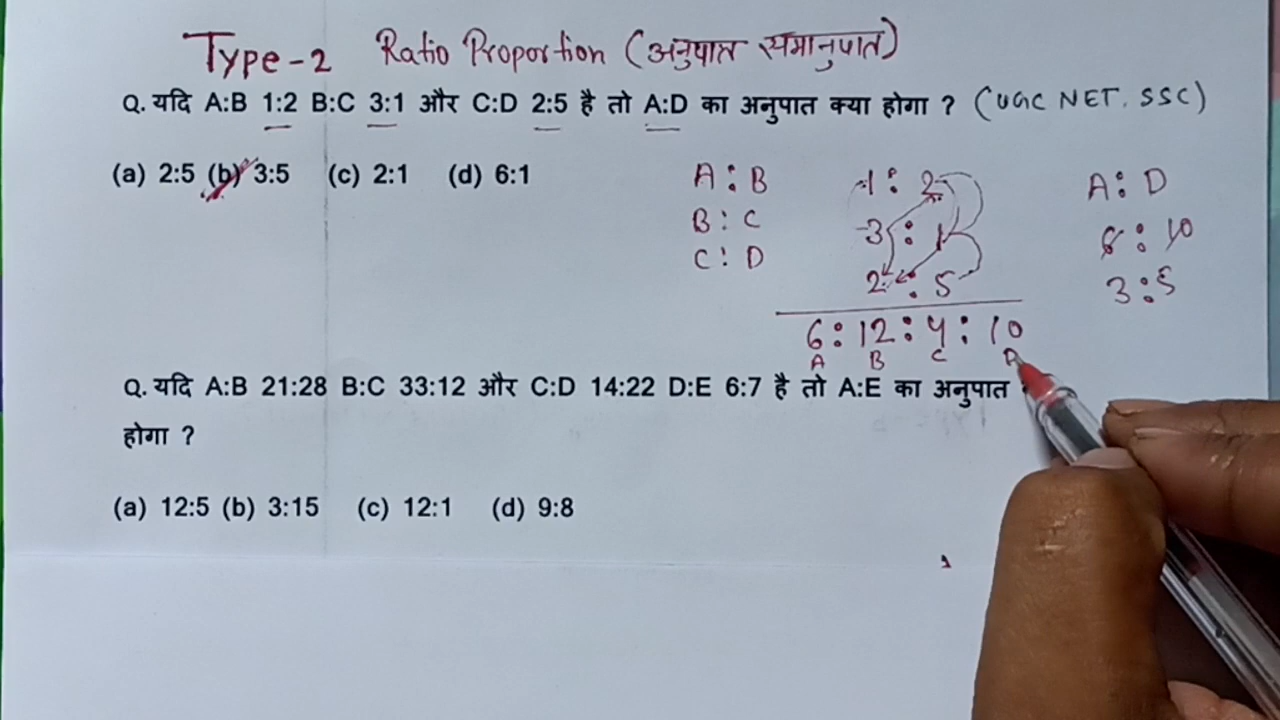 Type-2 Ratio Proportion (अनुपात समानुपात)
Q. यदि A:B 1:2 B:C 3:1 और C:D 2:5 है तो A:D का अनुपात क्या होगा ? (UGC NET. SSC)
(a) 2:5 (b) 3:5 (c) 2:1 (d) 6:1
A : B 1 : 2 A : D
B : C 3 : 1 6 : 10
C : D 2 : 5 3 : 5
6 : 12 : 4 : 10
A B C D
Q. यदि A:B 21:28 B:C 33:12 और C:D 14:22 D:E 6:7 है तो A:E का अनुपात
होगा ?
(a) 12:5 (b) 3:15 (c) 12:1 (d) 9:8